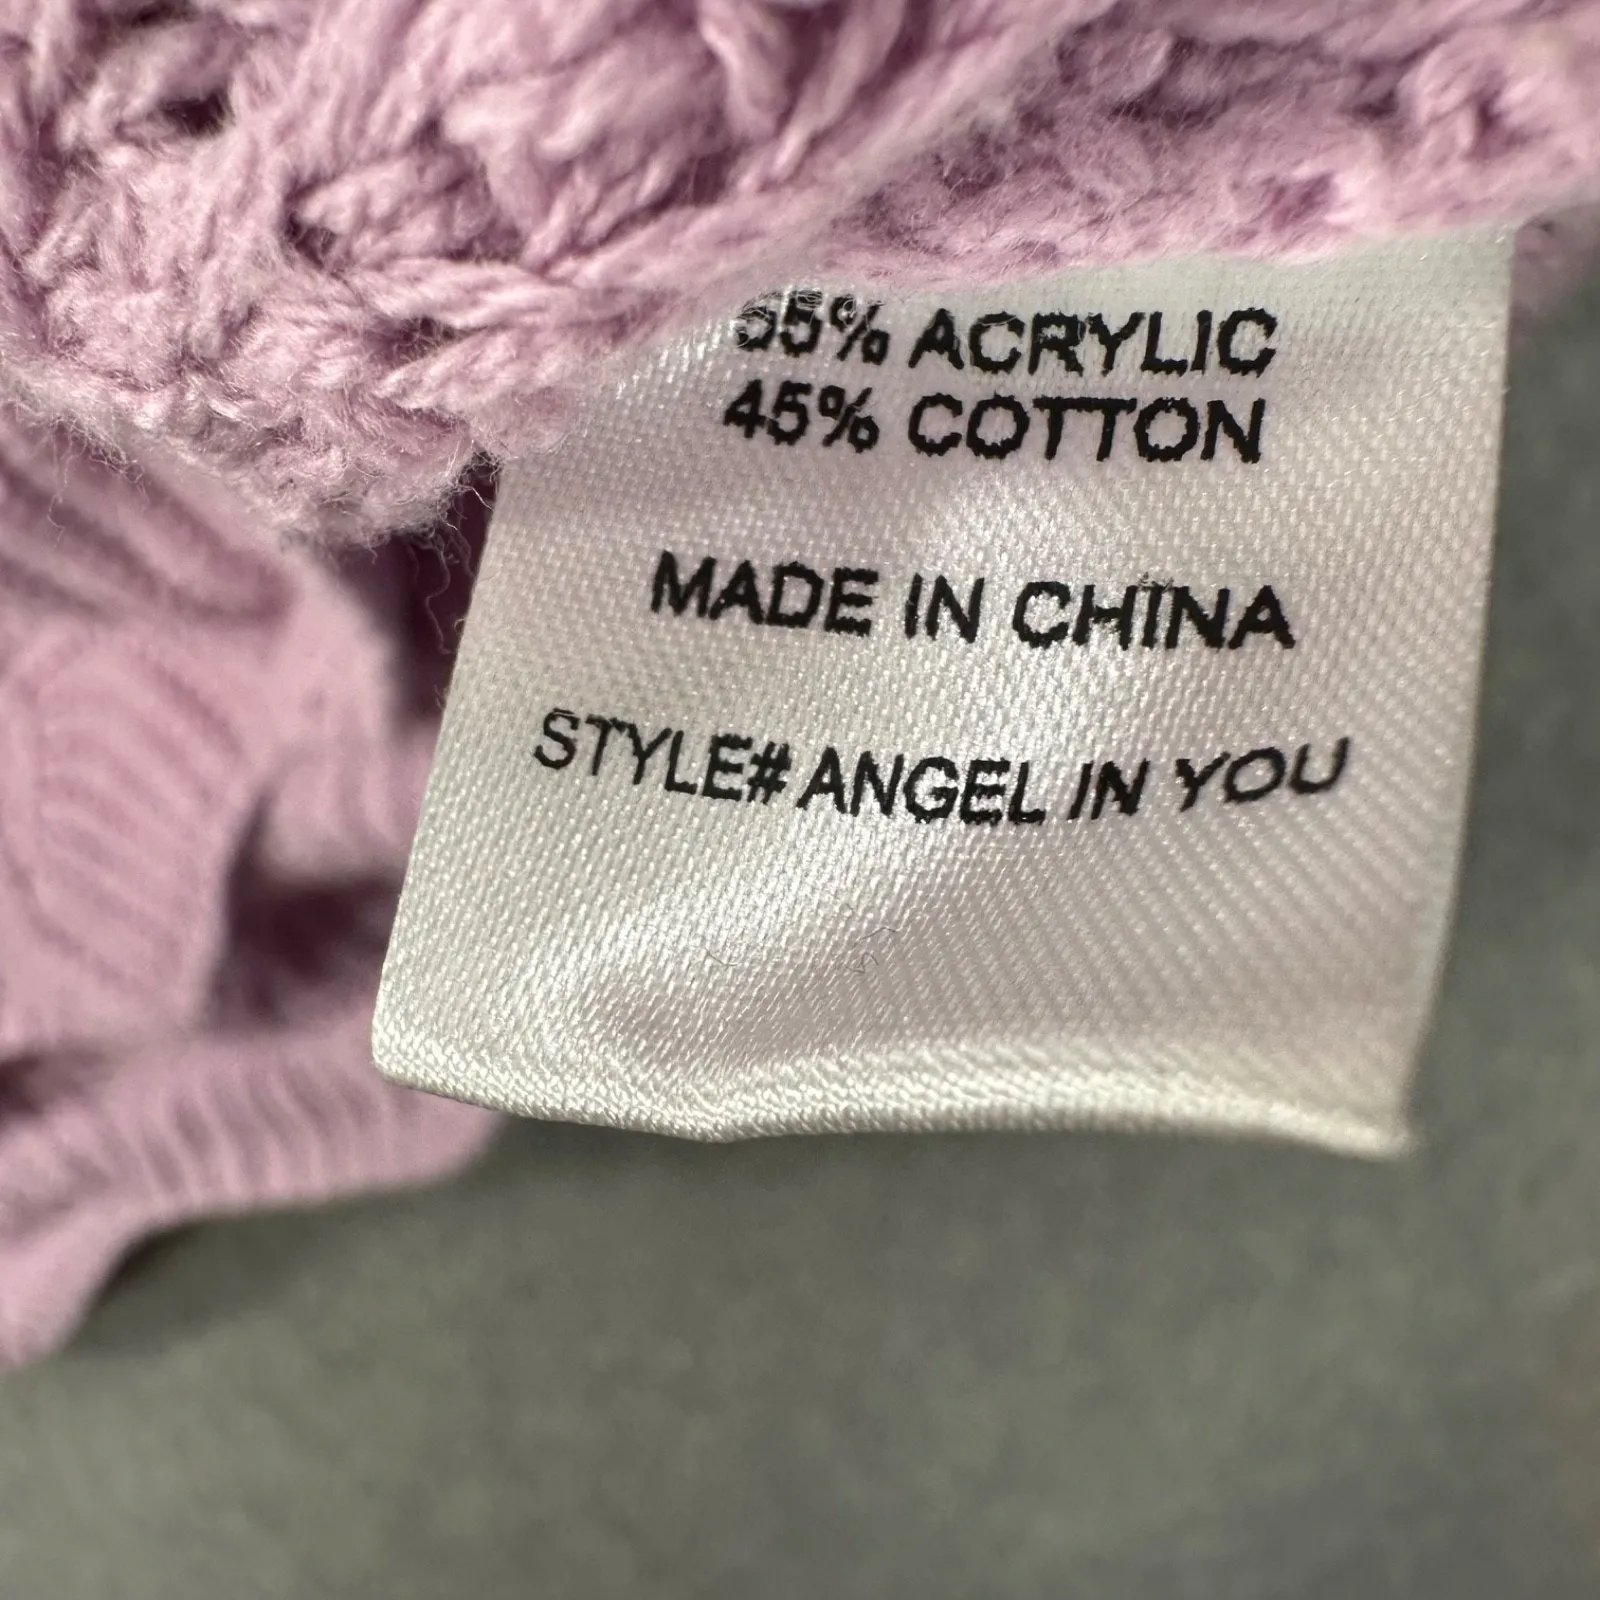 55% ACRYLIC
45% COTTON
MADE IN CHINA
STYLE# ANGEL IN YOU